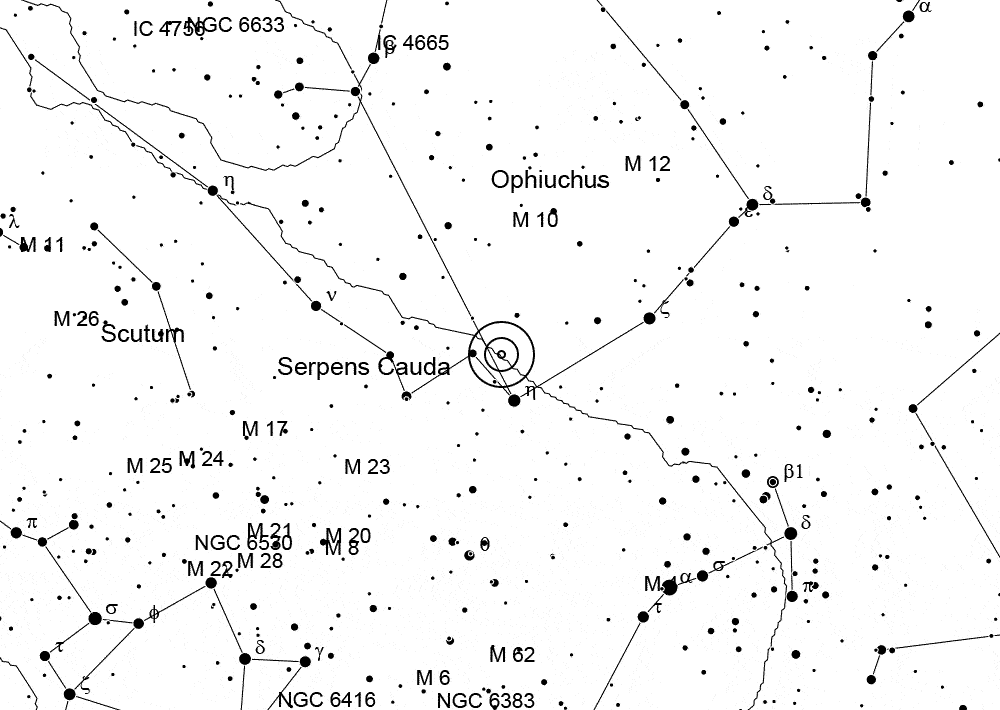 α
IC 4756
NGC 6633
IC 4665
β
M 12
Ophiuchus
η
δ
ε
M 10
λ
M 11
ν
ζ
M 26
Scutum
Serpens Cauda
η
M 17
M 24
M 25
M 23
β1
π
δ
M 21
M 20
NGC 6530
M 8
θ
M 28
M 22
λ
σ
α
M 4
π
σ
φ
τ
τ
δ
γ
M 62
ζ
M 6
NGC 6416
NGC 6383